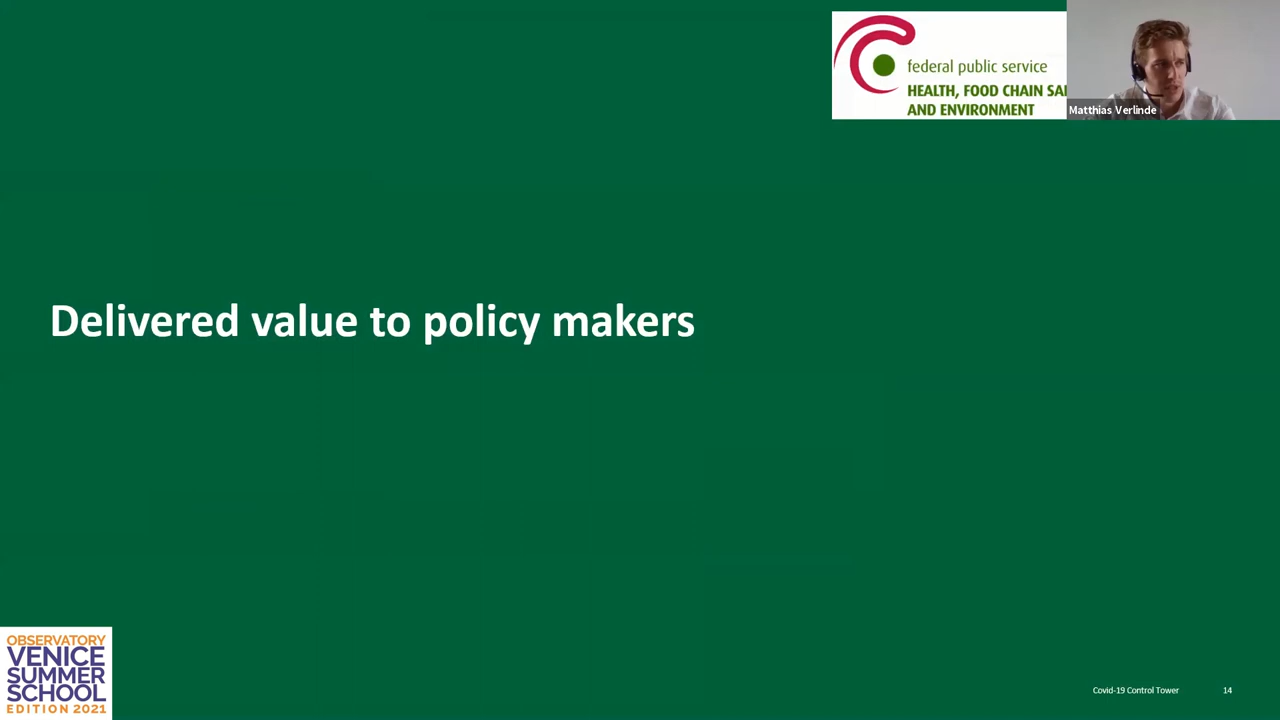 federal public service
HEALTH, FOOD CHAIN
AND ENVIRONMENT
Matthias Verlinde
Delivered value to policy makers
OBSERVATORY
VENICE
SUMMER
SCHOOL
EDITION 2021
Covid-19 Control Tower 14